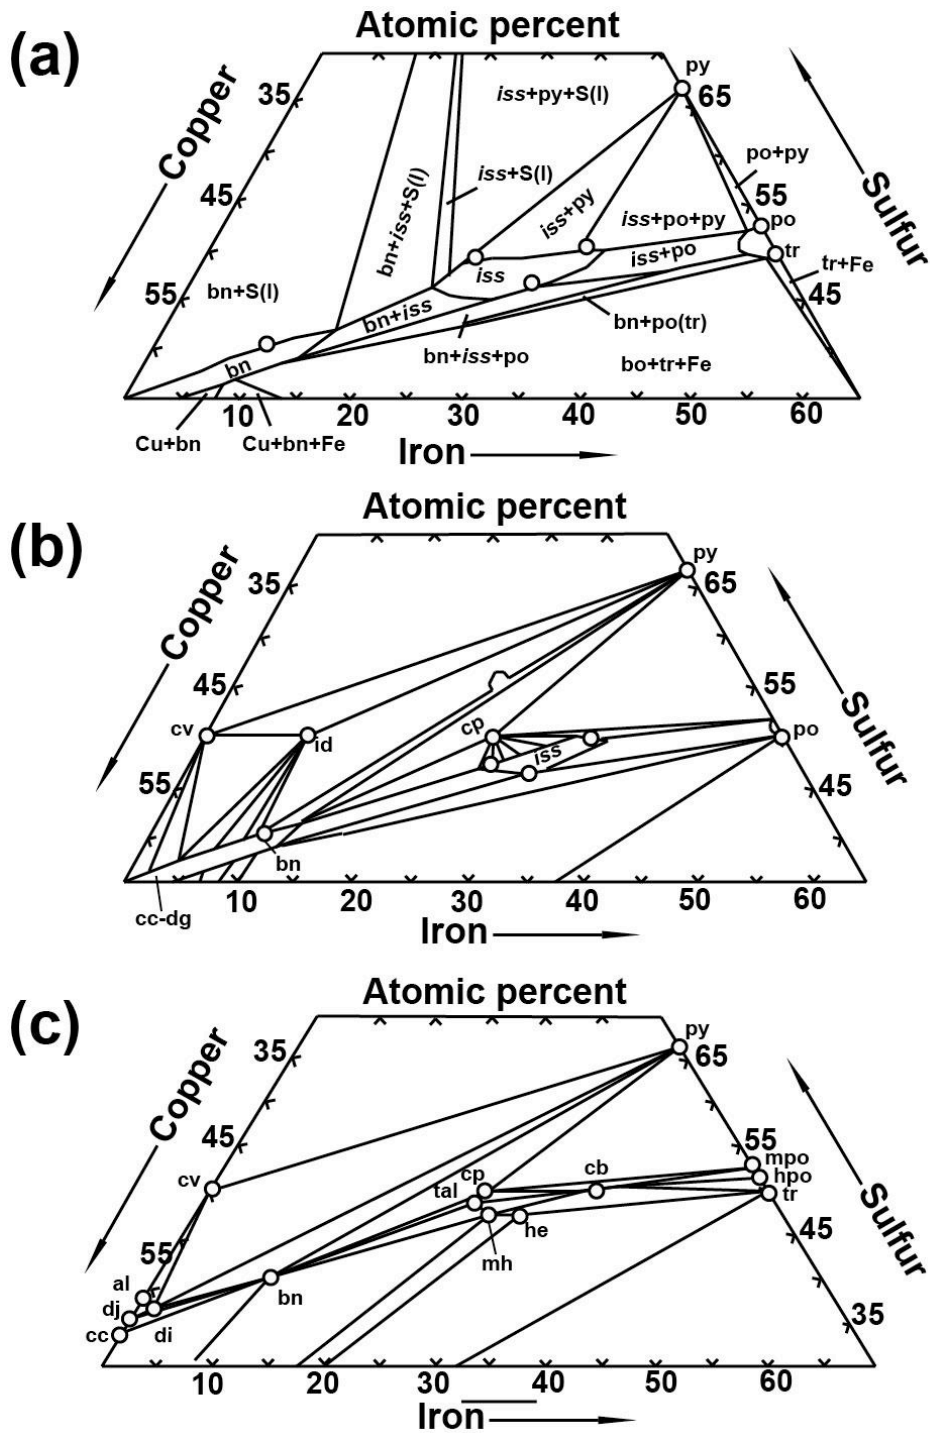 (a)
Atomic percent
Copper
Sulfur
35
45
55
py
65
iss+py+S(l)
po+py
iss+S(l)
bn+iss+S(l)
55
iss+py
iss+po+py
po
iss+po
tr
iss
tr+Fe
bn+S(l)
45
bn+iss
bn+po(tr)
bn+iss+po
bo+tr+Fe
bn
10
20
30
40
50
60
Cu+bn
Cu+bn+Fe
Iron
(b)
Atomic percent
Copper
Sulfur
py
35
65
45
55
cv
id
cp
iss
po
55
45
bn
cc-dg
10
20
30
40
50
60
Iron
(c)
Atomic percent
Copper
Sulfur
py
35
65
45
55
mpo
cv
cp
cb
hpo
tal
tr
he
45
55
mh
al
bn
dj
35
cc
di
10
20
30
40
50
60
Iron